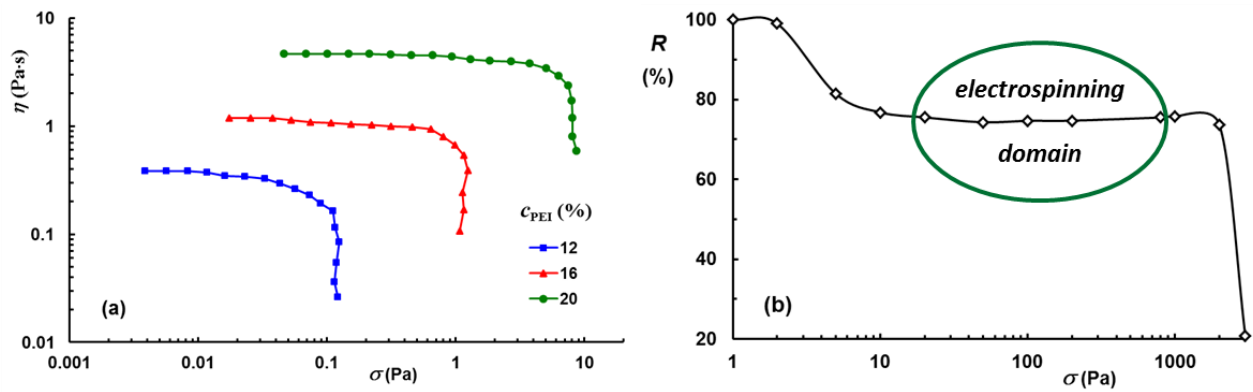 η (Pa·s)
10
1
0.1
0.01
0.001
0.01
0.1
1
10
100
σ (Pa)
(a)
c_PEI (%)
12
16
20
R
(%)
100
80
60
40
20
1
10
100
1000
σ (Pa)
(b)
electrospinning
domain